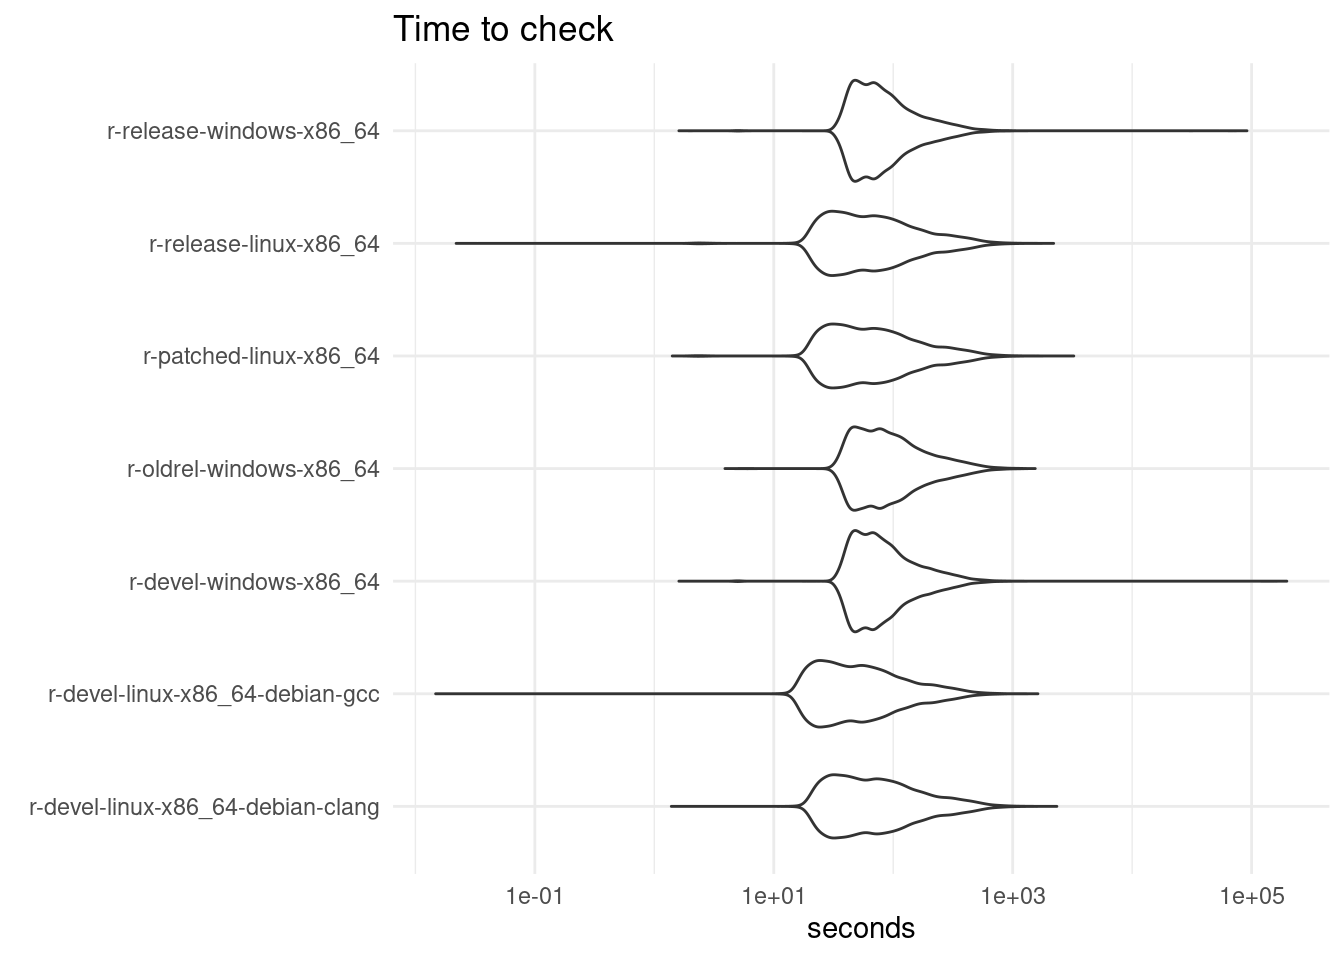 Time to check
r-release-windows-x86_64
r-release-linux-x86_64
r-patched-linux-x86_64
r-oldrel-windows-x86_64
r-devel-windows-x86_64
r-devel-linux-x86_64-debian-gcc
r-devel-linux-x86_64-debian-clang
1e-01 1e+01 1e+03 1e+05
seconds